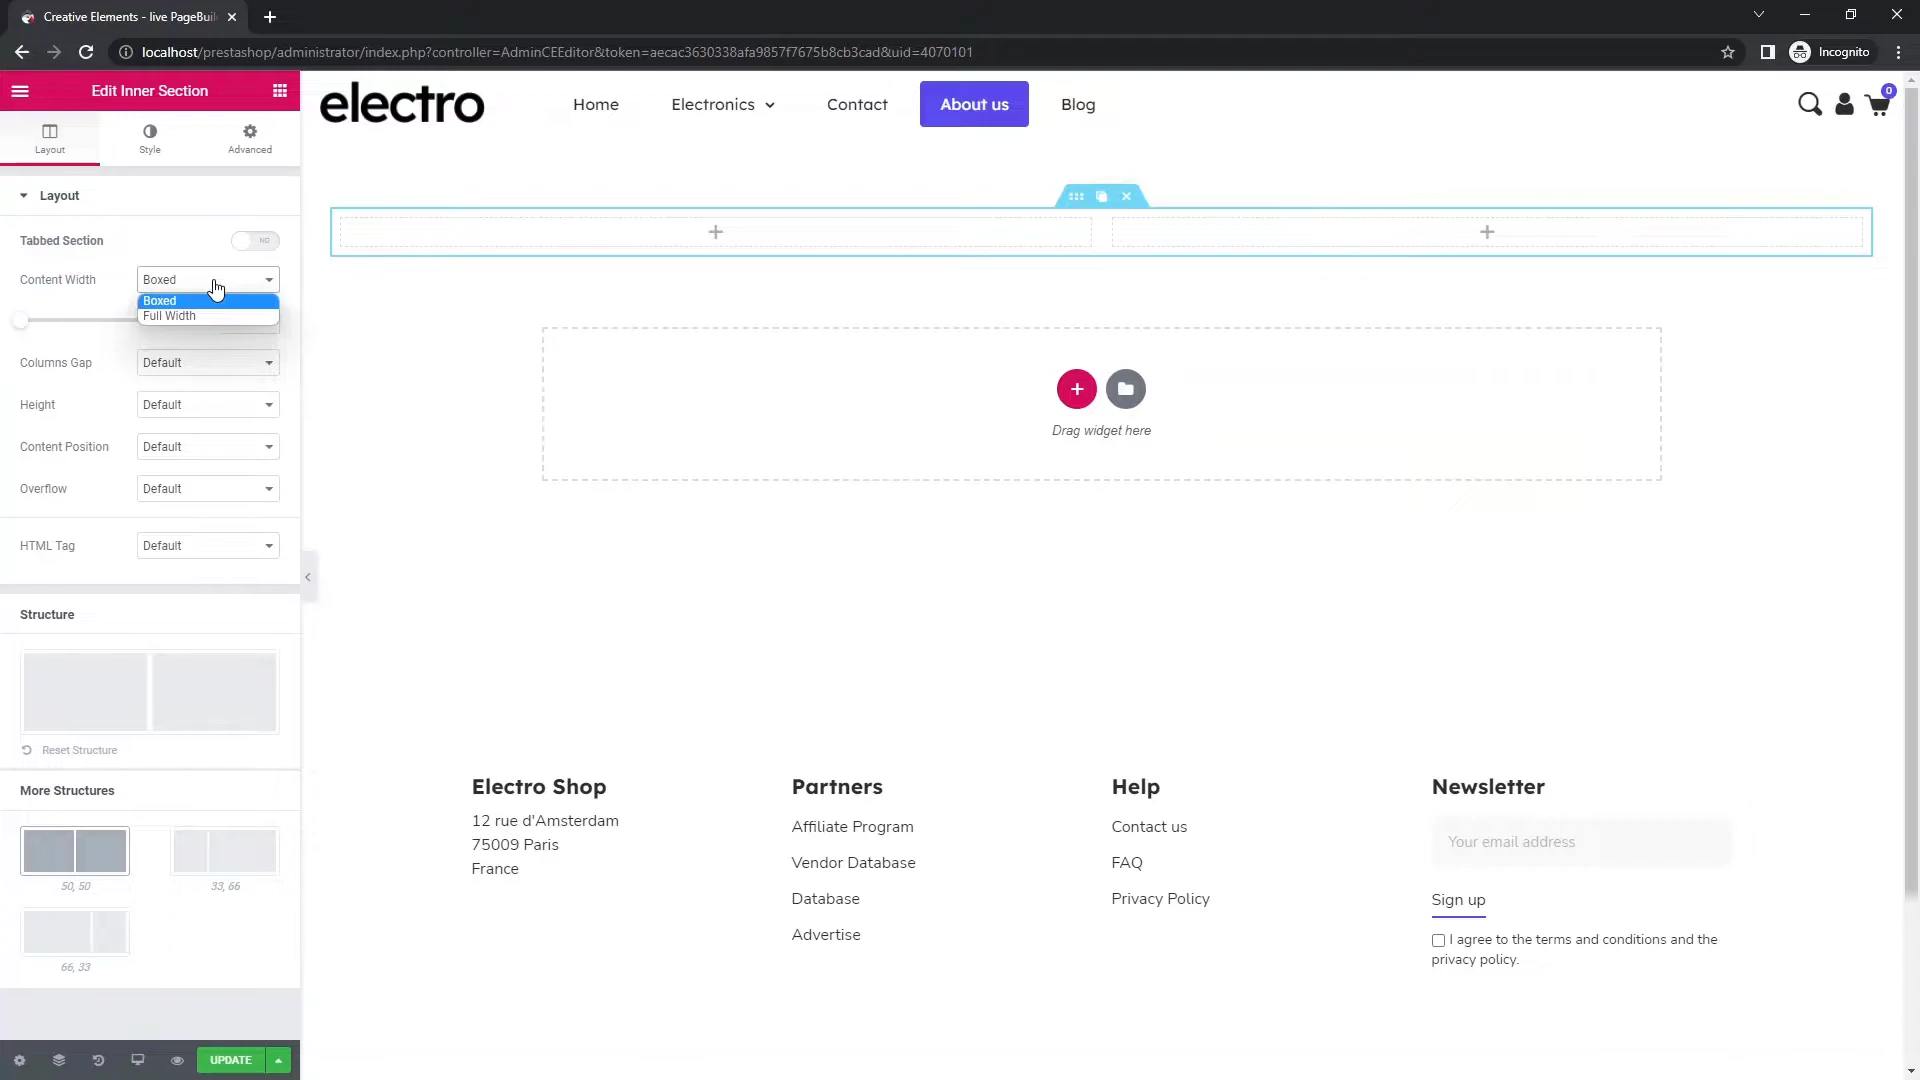 Creative Elements - live PageBuil
localhost/prestashop/administrator/index.php?controller=AdminCEEditor&token=aecac3630338afa9857f7675b8cb3cad&uid=4070101
Incognito
Edit Inner Section
Layout
Style
Advanced
Layout
Tabbed Section
NO
Content Width
Boxed
Boxed
Full Width
Columns Gap
Default
Height
Default
Content Position
Default
Overflow
Default
HTML Tag
Default
Structure
Reset Structure
More Structures
50, 50
33, 66
66, 33
UPDATE
electro
Home
Electronics
Contact
About us
Blog
0
Drag widget here
Electro Shop
12 rue d'Amsterdam
75009 Paris
France
Partners
Affiliate Program
Vendor Database
Database
Advertise
Help
Contact us
FAQ
Privacy Policy
Newsletter
Your email address
Sign up
I agree to the terms and conditions and the
privacy policy.